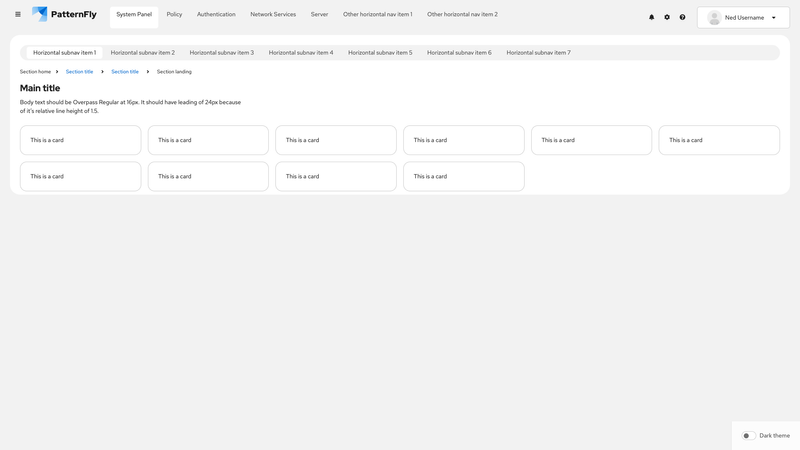 PatternFly
System Panel
Policy
Authentication
Network Services
Server
Other horizontal nav item 1
Other horizontal nav item 2
Ned Username
Horizontal subnav item 1
Horizontal subnav item 2
Horizontal subnav item 3
Horizontal subnav item 4
Horizontal subnav item 5
Horizontal subnav item 6
Horizontal subnav item 7
Section home
Section title
Section title
Section landing
Main title
Body text should be Overpass Regular at 16px. It should have leading of 24px because
of it's relative line height of 1.5.
This is a card
This is a card
This is a card
This is a card
This is a card
This is a card
This is a card
This is a card
This is a card
This is a card
Dark theme